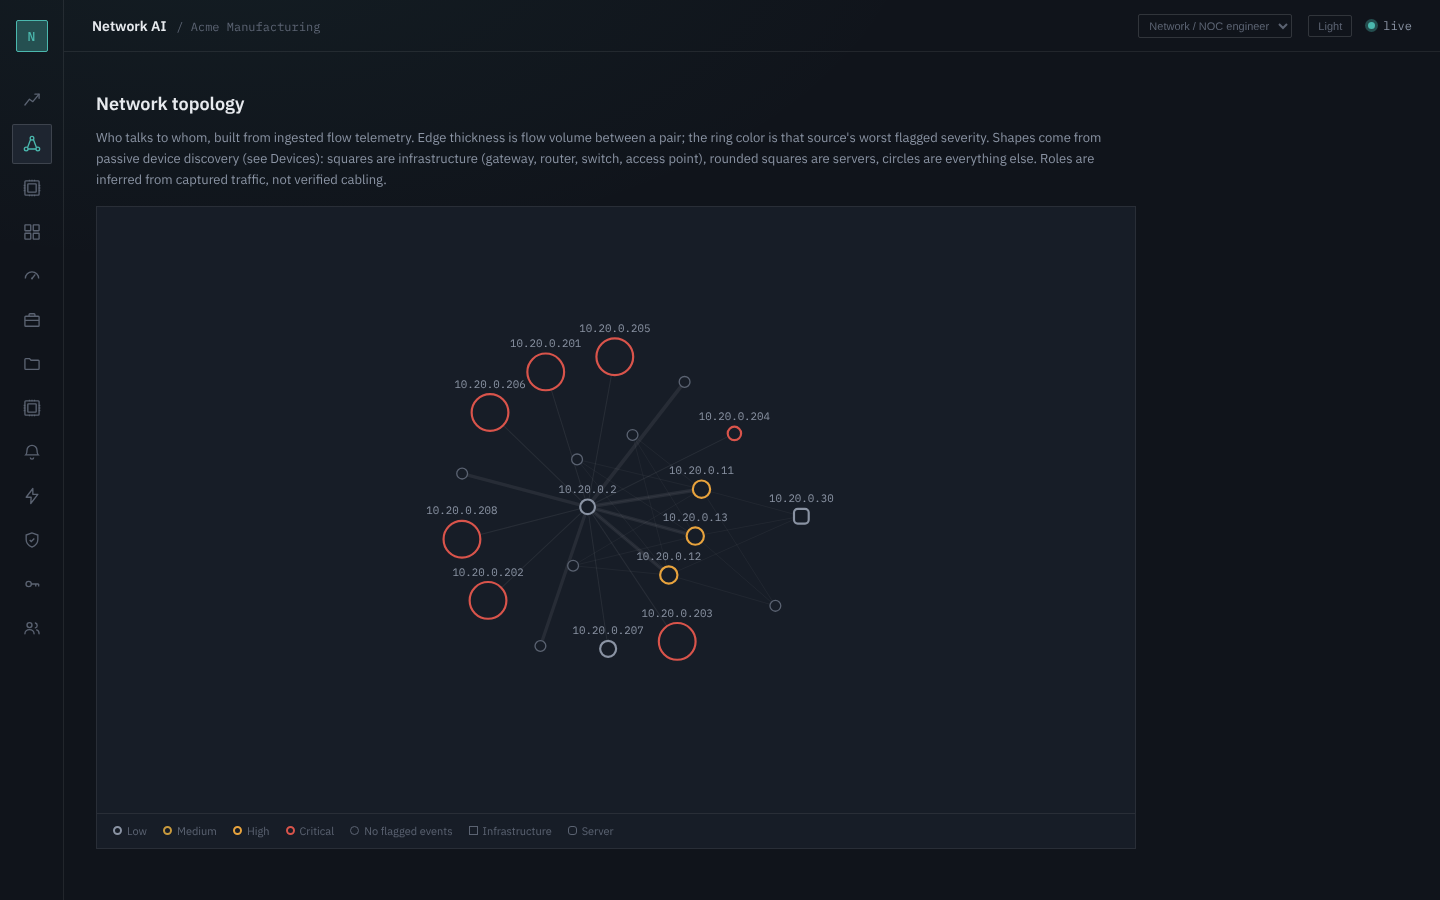 N
Network AI / Acme Manufacturing
Network / NOC engineer
Light
live
Network topology
Who talks to whom, built from ingested flow telemetry. Edge thickness is flow volume between a pair; the ring color is that source's worst flagged severity. Shapes come from
passive device discovery (see Devices): squares are infrastructure (gateway, router, switch, access point), rounded squares are servers, circles are everything else. Roles are
inferred from captured traffic, not verified cabling.
10.20.0.205
10.20.0.201
10.20.0.206
10.20.0.204
10.20.0.11
10.20.0.2
10.20.0.30
10.20.0.208
10.20.0.13
10.20.0.12
10.20.0.202
10.20.0.203
10.20.0.207
Low
Medium
High
Critical
No flagged events
Infrastructure
Server